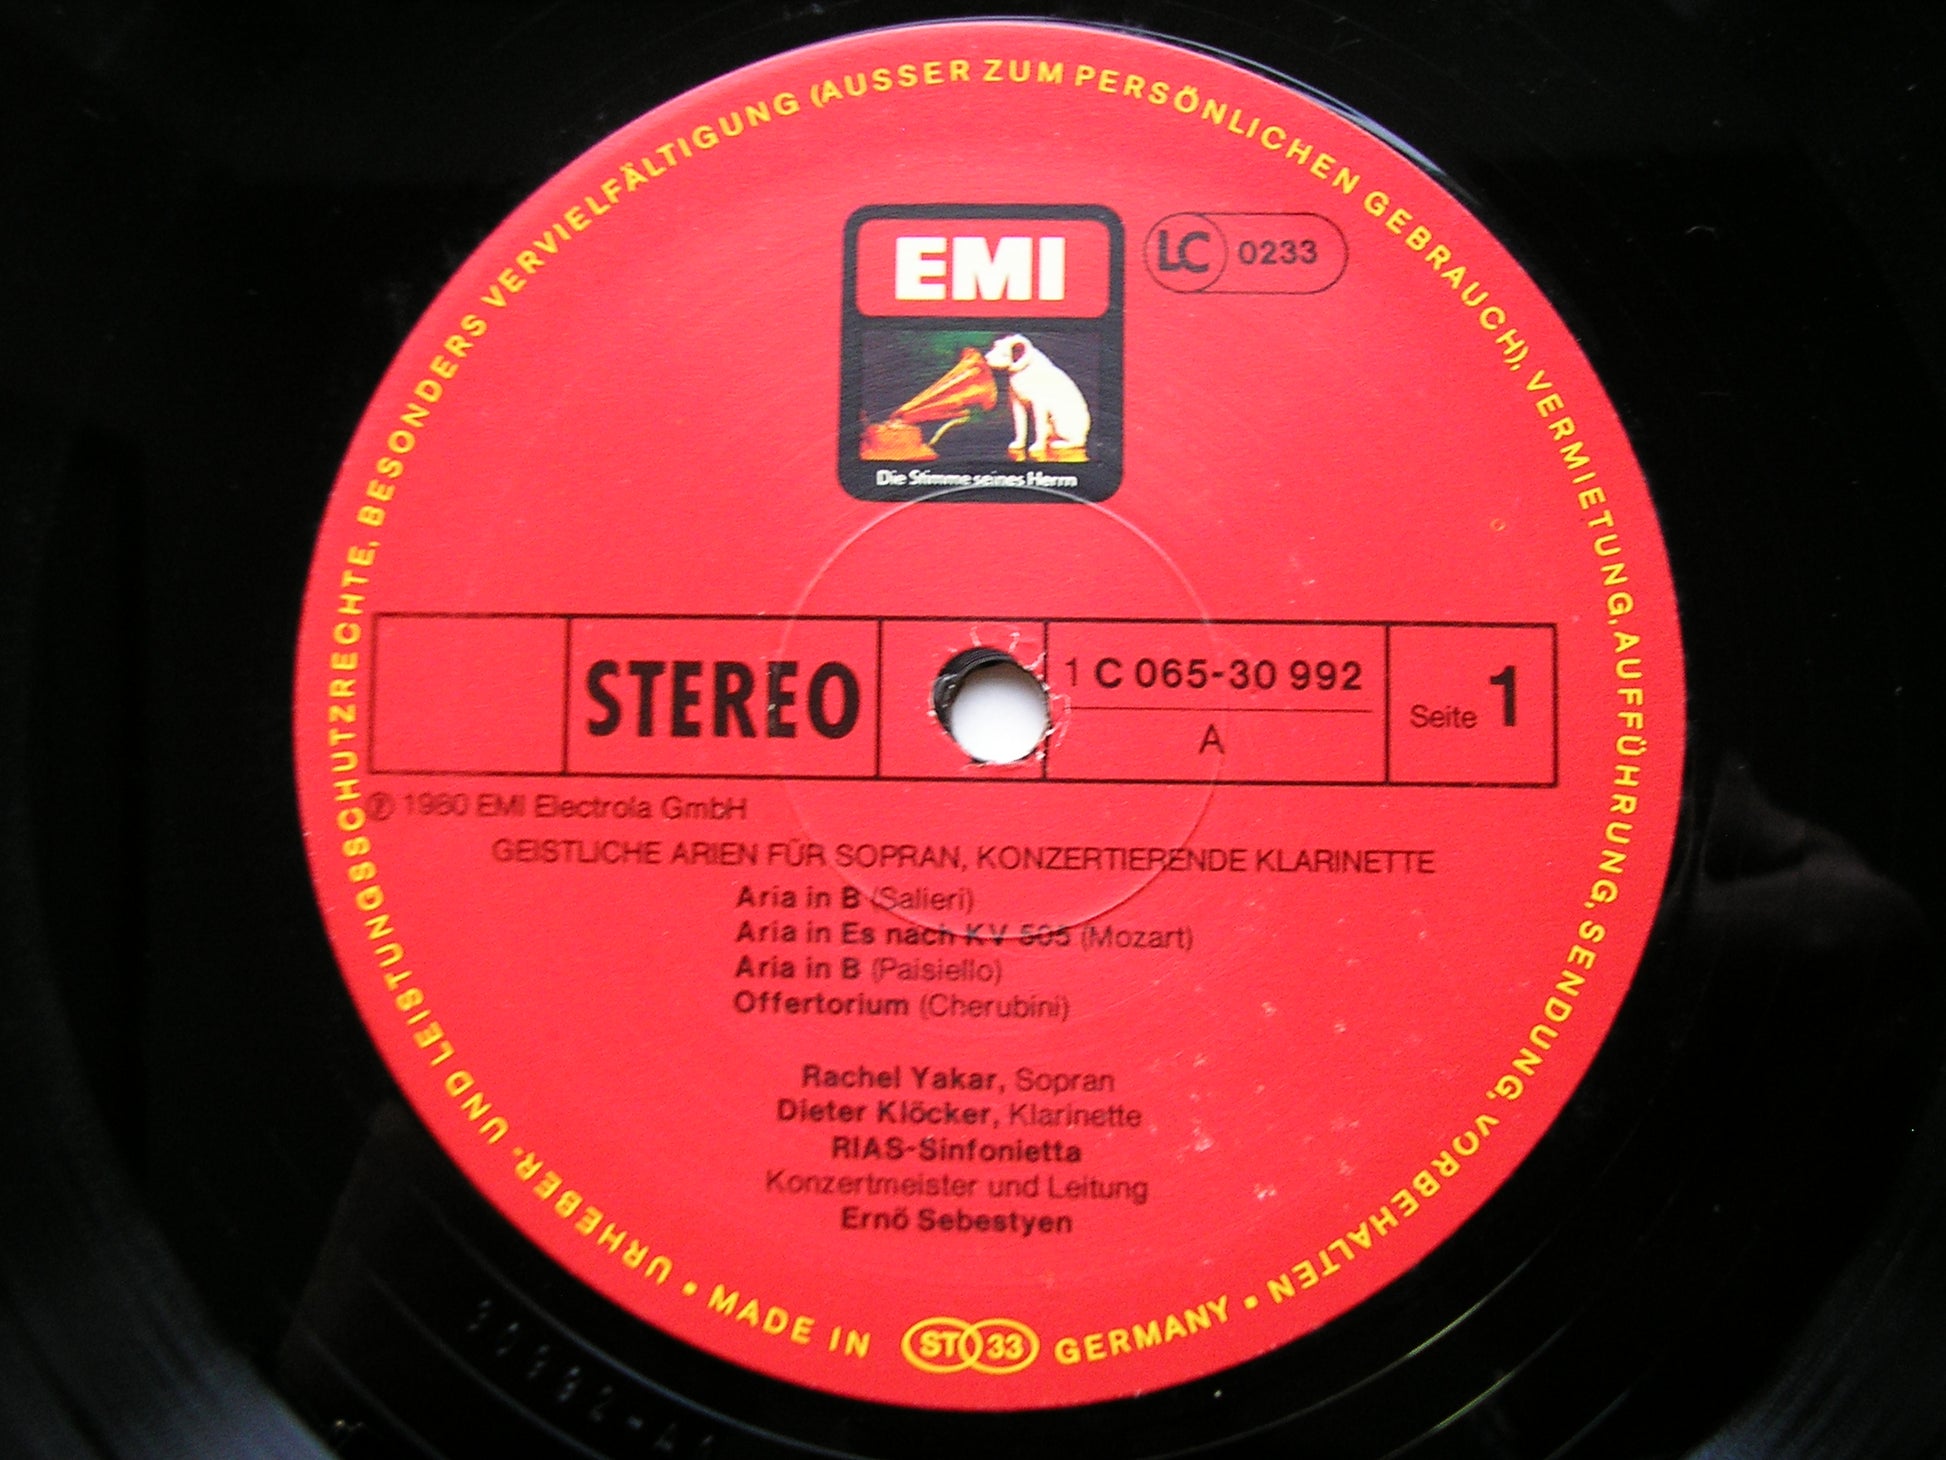 URHEBER- UND LEISTUNGSSCHUTZRECHTE, BESONDERS VERVIELFÄLTIGUNG (AUSSER ZUM PERSÖNLICHEN GEBRAUCH), VERMIETUNG, AUFFÜHRUNG, SENDUNG, VORBEHALTEN •
EMI
LC 0233
Die Stimme seines Herrn
STEREO
1 C 065-30 992
A
Seite 1
Ⓟ 1980 EMI Electrola GmbH
GEISTLICHE ARIEN FÜR SOPRAN, KONZERTIERENDE KLARINETTE
Aria in B (Salieri)
Aria in Es nach KV 505 (Mozart)
Aria in B (Paisiello)
Offertorium (Cherubini)
Rachel Yakar, Sopran
Dieter Klöcker, Klarinette
RIAS-Sinfonietta
Konzertmeister und Leitung
Ernö Sebestyen
• MADE IN ST 33 GERMANY